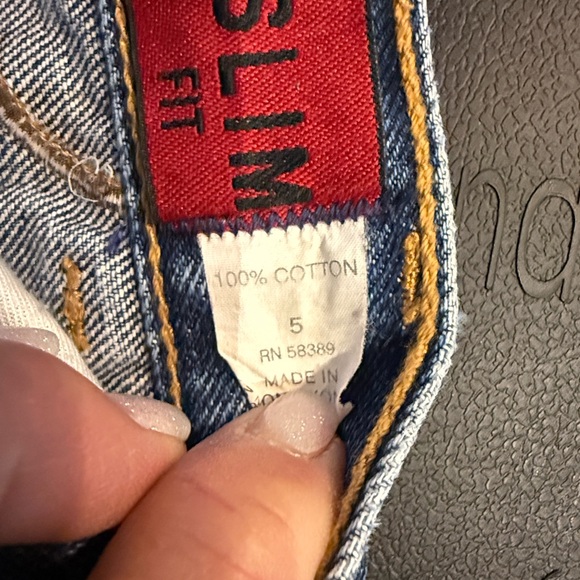 SLIM
FIT
100% COTTON
5
RN 58389
MADE IN